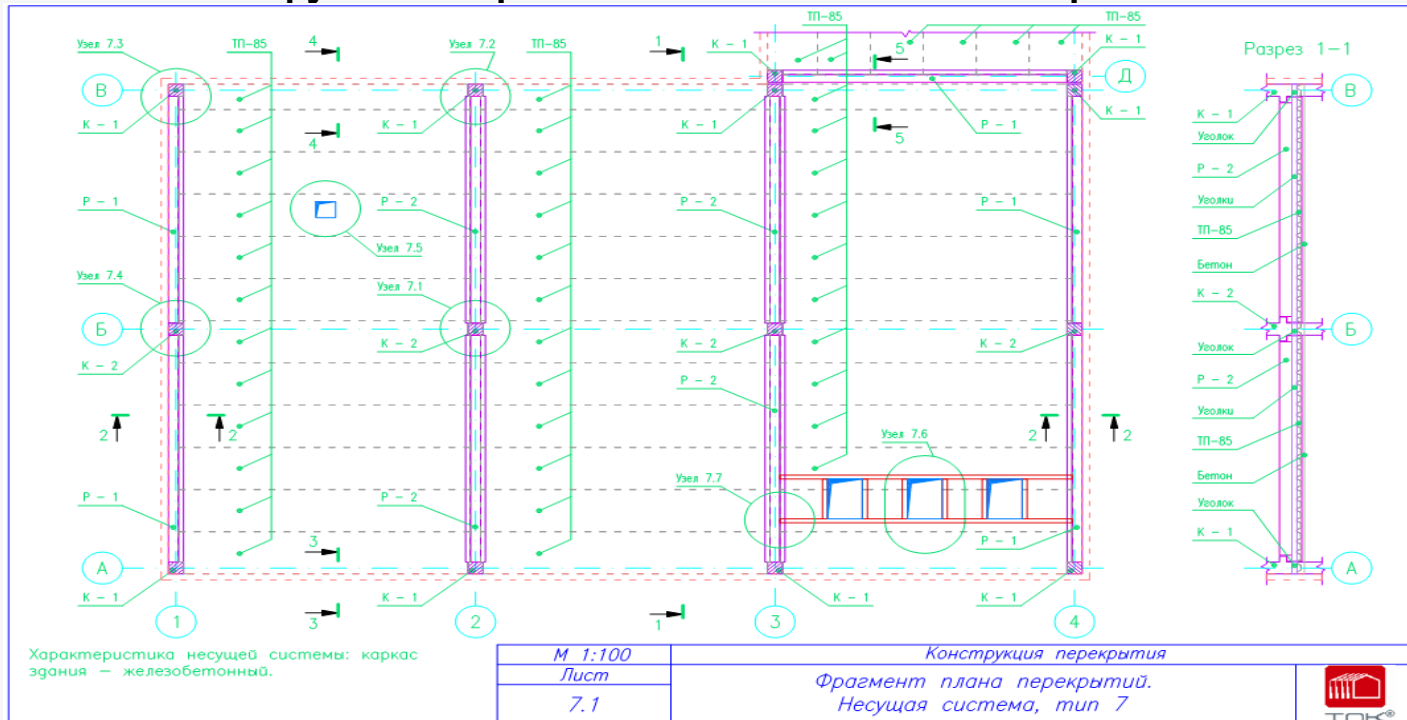 Узел 7.3
ТП-85
4
Узел 7.2
ТП-85
1
К - 1
ТП-85
ТП-85
5
К - 1
Д
Разрез 1-1
В
К - 1
4
К - 1
К - 1
5
Р - 1
К - 1
В
К - 1
Уголок
Р - 2
Уголки
ТП-85
Бетон
К - 2
Р - 1
Р - 2
Р - 2
Р - 1
Узел 7.5
Узел 7.4
Узел 7.1
Б
К - 2
К - 2
К - 2
К - 2
Б
Уголок
Р - 2
Уголки
ТП-85
Бетон
Уголок
К - 1
Р - 2
2
2
2
2
Узел 7.6
Узел 7.7
Р - 1
Р - 2
Р - 1
3
А
А
К - 1
К - 1
К - 1
К - 1
1
3
2
1
3
4
Характеристика несущей системы: каркас
здания – железобетонный.
М 1:100
Лист
7.1
Конструкция перекрытия
Фрагмент плана перекрытий.
Несущая система, тип 7